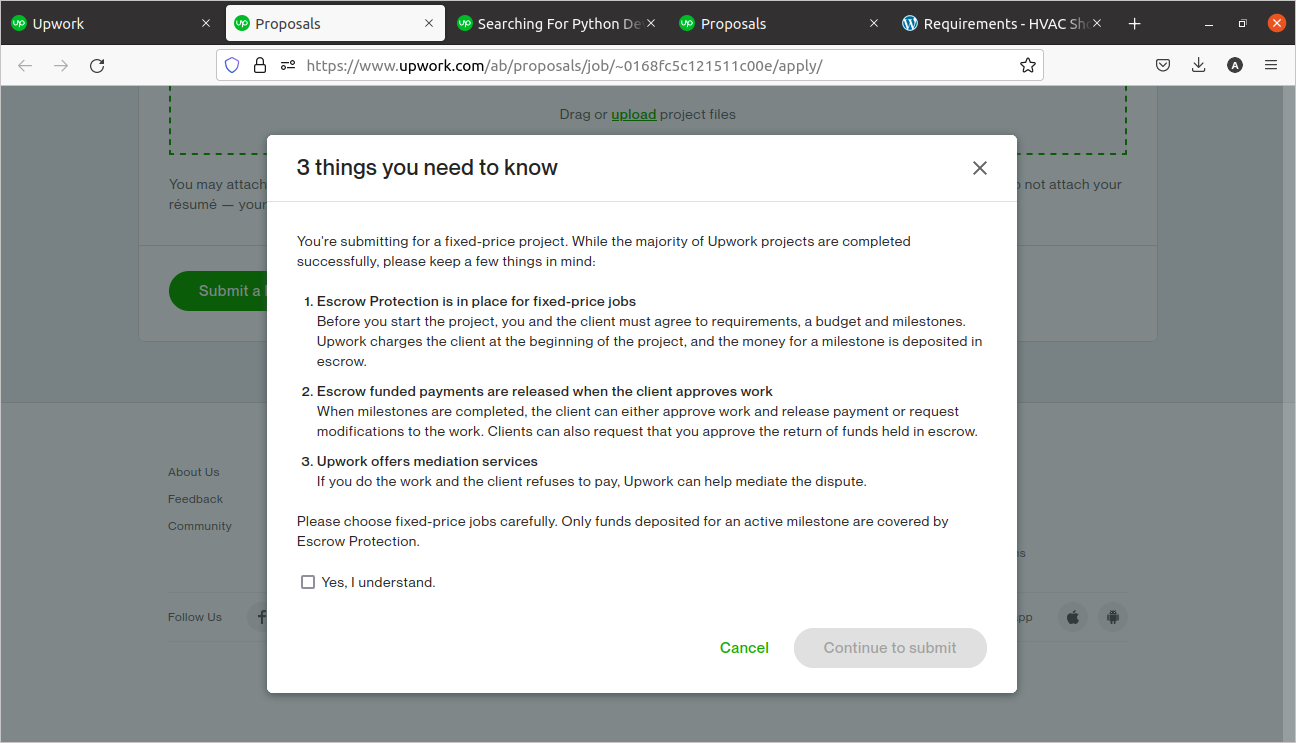 Upwork
Proposals
Searching For Python De
Proposals
Requirements - HVAC Sh
https://www.upwork.com/ab/proposals/job/~0168fc5c121511c00e/apply/
A
Drag or upload project files
3 things you need to know
You may attach
not attach your
résumé — your
You're submitting for a fixed-price project. While the majority of Upwork projects are completed
successfully, please keep a few things in mind:
Submit a
1. Escrow Protection is in place for fixed-price jobs
Before you start the project, you and the client must agree to requirements, a budget and milestones.
Upwork charges the client at the beginning of the project, and the money for a milestone is deposited in
escrow.
2. Escrow funded payments are released when the client approves work
When milestones are completed, the client can either approve work and release payment or request
modifications to the work. Clients can also request that you approve the return of funds held in escrow.
3. Upwork offers mediation services
If you do the work and the client refuses to pay, Upwork can help mediate the dispute.
Please choose fixed-price jobs carefully. Only funds deposited for an active milestone are covered by
Escrow Protection.
Yes, I understand.
Cancel
Continue to submit
About Us
Feedback
Community
Follow Us